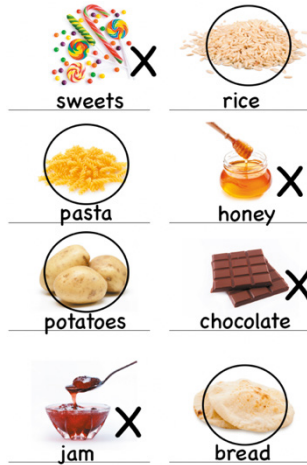 sweets
rice
pasta
honey
potatoes
chocolate
jam
bread